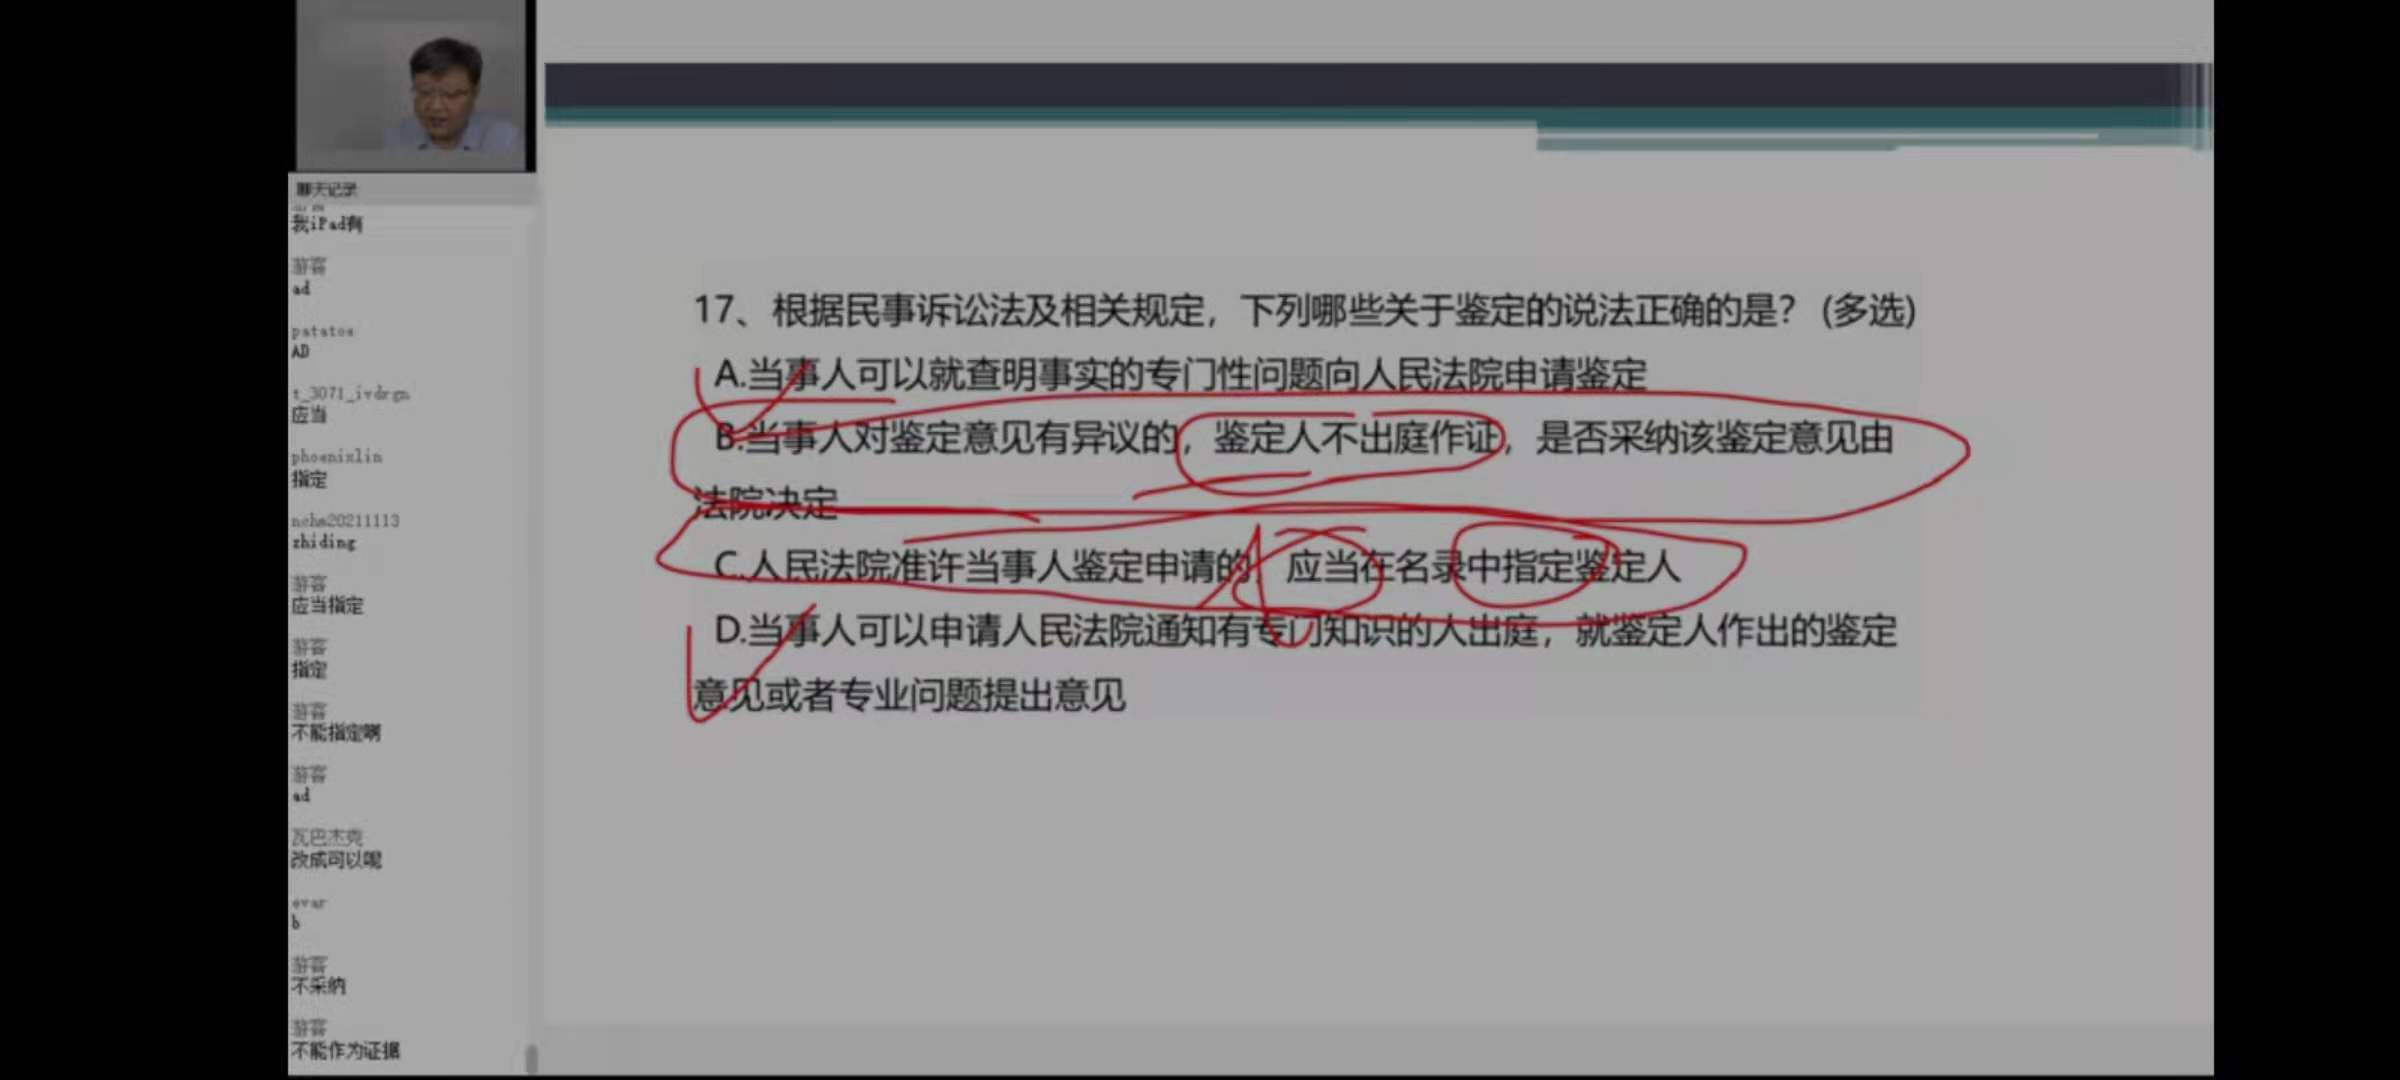 聊天记录
我iPad有
游客
ad
patatos
AD
t_3071_ivdrgn
应当
phoenixlin
指定
nchm20211113
zhiding
游客
应当指定
游客
指定
游客
不能指定啊
游客
ad
瓦巴杰克
改成可以呢
evar
b
游客
不采纳
游客
不能作为证据
17、根据民事诉讼法及相关规定，下列哪些关于鉴定的说法正确的是？(多选)
A.当事人可以就查明事实的专门性问题向人民法院申请鉴定
B.当事人对鉴定意见有异议的，鉴定人不出庭作证，是否采纳该鉴定意见由
法院决定
C.人民法院准许当事人鉴定申请的，应当在名录中指定鉴定人
D.当事人可以申请人民法院通知有专门知识的人出庭，就鉴定人作出的鉴定
意见或者专业问题提出意见